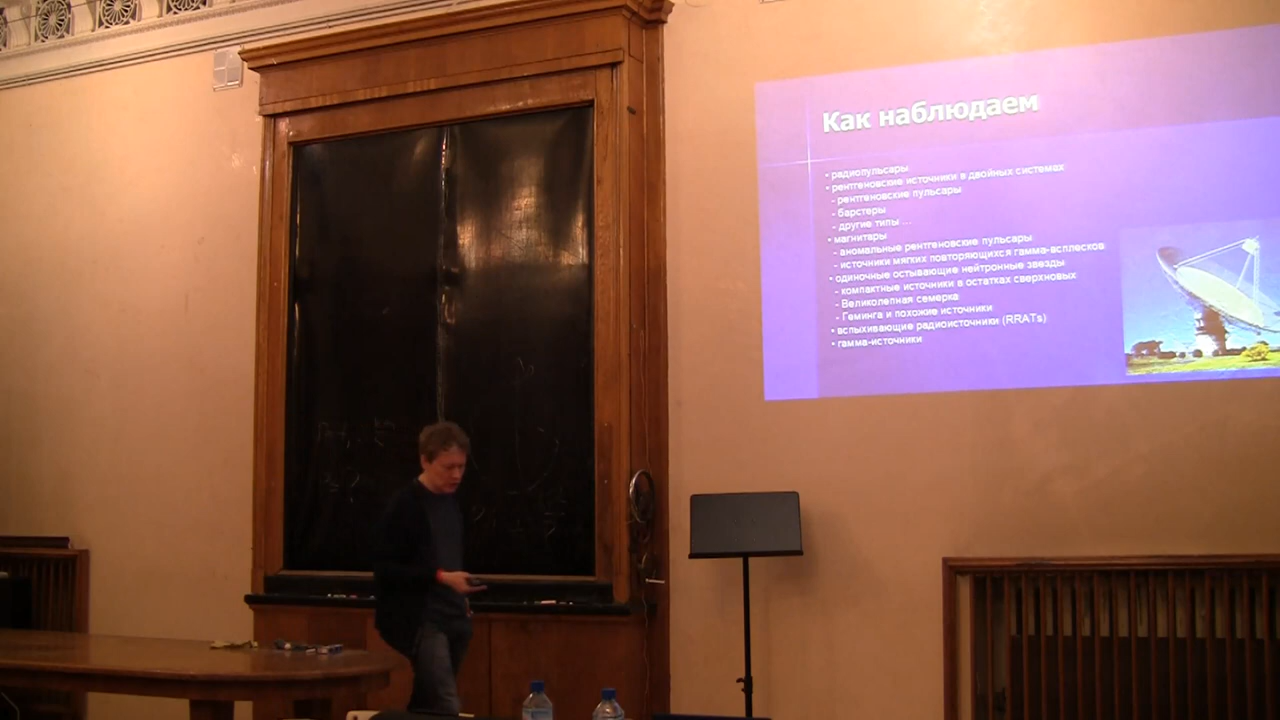 Как наблюдаем
• радиопульсары
• рентгеновские источники в двойных системах
- рентгеновские пульсары
- барстеры
- другие типы ...
• магнитары
- аномальные рентгеновские пульсары
- источники мягких повторяющихся гамма-всплесков
• одиночные остывающие нейтронные звезды
- компактные источники в остатках сверхновых
- Великолепная семерка
- Геминга и похожие источники
• вспыхивающие радиоисточники (RRATs)
• гамма-источники